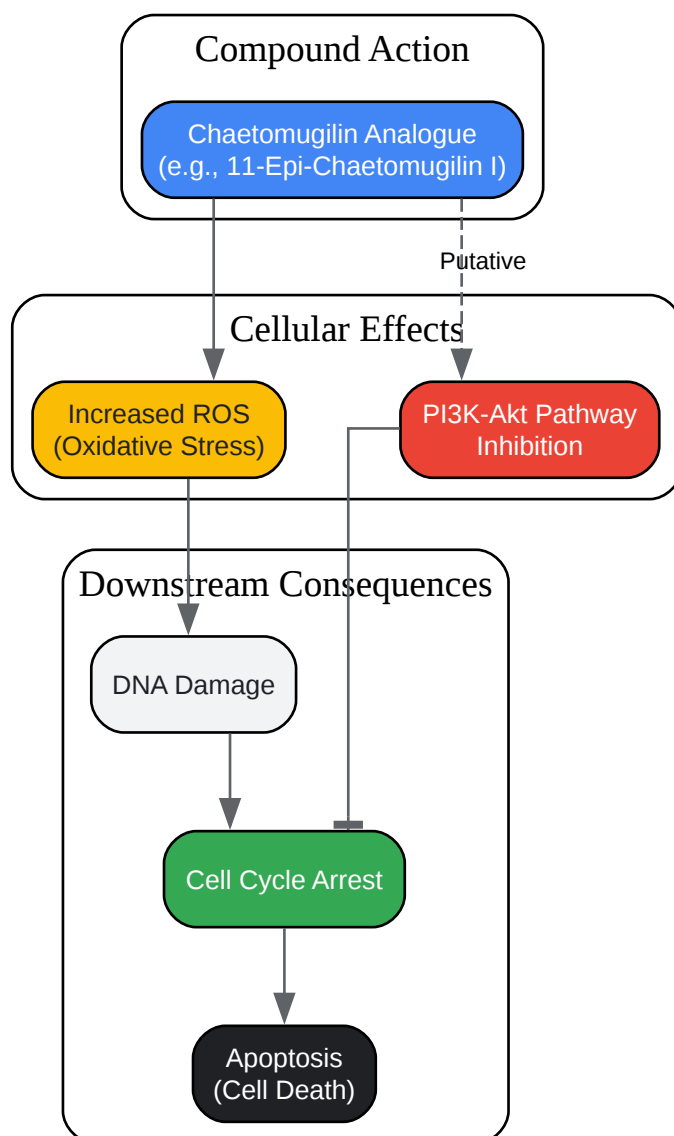 Compound Action
Chaetomugilin Analogue
(e.g., 11-Epi-Chaetomugilin I)
Putative
Cellular Effects
Increased ROS
(Oxidative Stress)
PI3K-Akt Pathway
Inhibition
Downstream Consequences
DNA Damage
Cell Cycle Arrest
Apoptosis
(Cell Death)